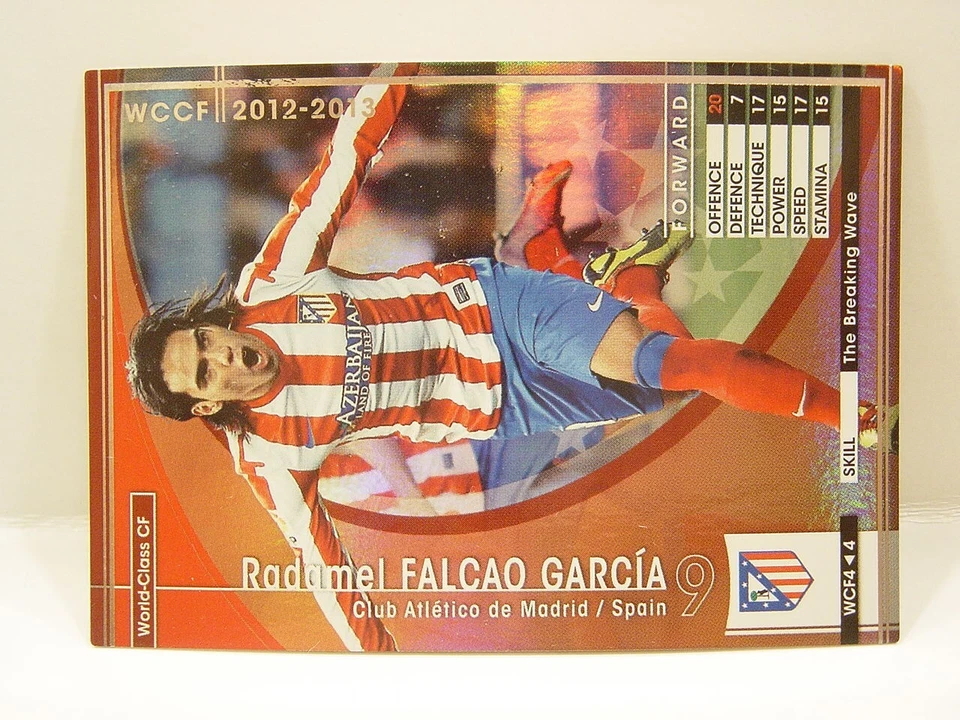 WCCF 2012-2013
FORWARD
OFFENCE 20
DEFENCE 7
TECHNIQUE 17
POWER 15
SPEED 17
STAMINA 15
AZERBAIJAN
LAND OF FIRE
SKILL The Breaking Wave
World-Class CF
Radamel FALCAO GARCÍA 9
Club Atlético de Madrid / Spain
WCF4 ◀ 4